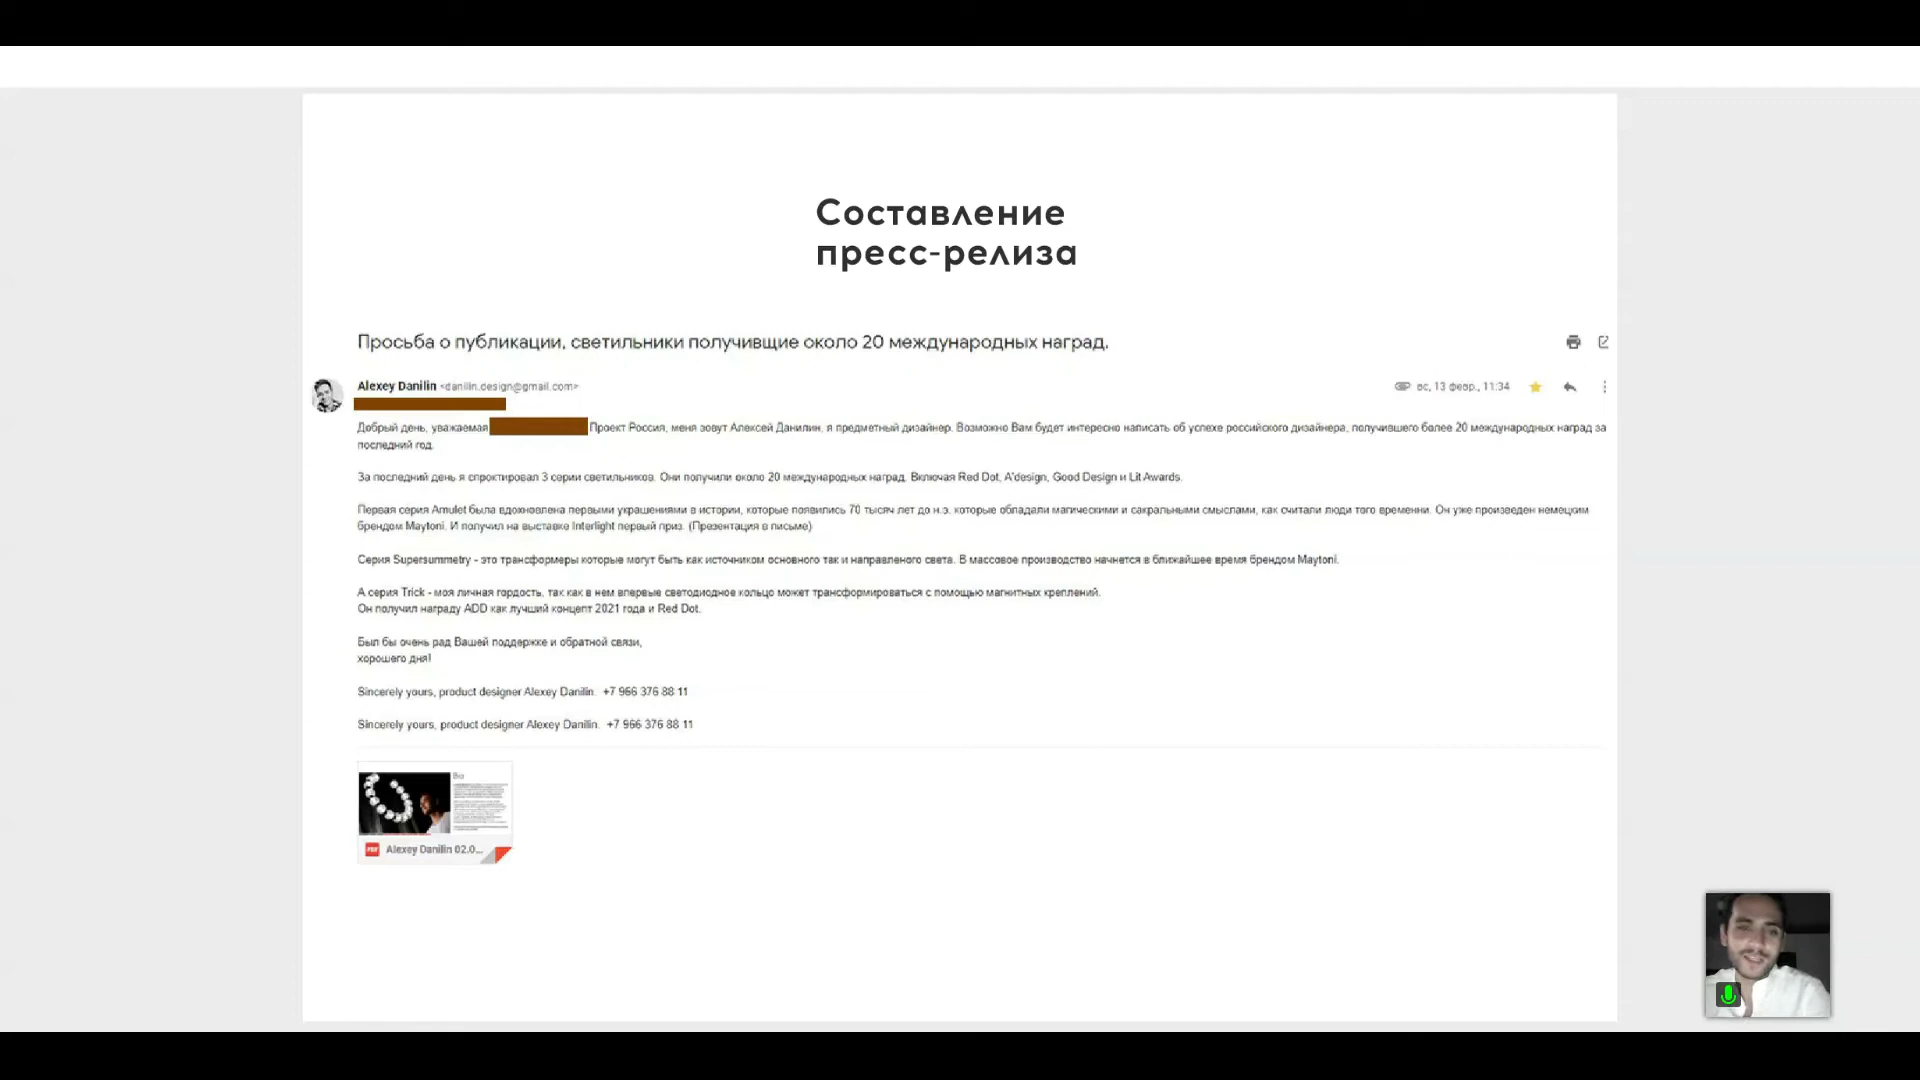 Составление
пресс-релиза
Просьба о публикации, светильники получивщие около 20 международных наград.
Alexey Danilin <danilin.design@gmail.com>
вс, 13 февр., 11:34
Добрый день, уважаемая Проект Россия, меня зовут Алексей Данилин, я предметный дизайнер. Возможно Вам будет интересно написать об успехе российского дизайнера, получившего более 20 международных наград за
последний год.
За последний день я спроктировал 3 серии светильников. Они получили около 20 международных наград. Включая Red Dot, A'design, Good Design и Lit Awards.
Первая серия Amulet была вдохновлена первыми украшениями в истории, которые появились 70 тысяч лет до н.э. которые обладали магическими и сакральными смыслами, как считали люди того временни. Он уже произведен немецким
брендом Maytoni. И получил на выставке Interlight первый приз. (Презентация в письме)
Серия Supersummetry - это трансформеры которые могут быть как источником основного так и направленого света. В массовое производство начнется в ближайшее время брендом Maytoni.
А серия Trick - моя личная гордость, так как в нем впервые светодиодное кольцо может трансформироваться с помощью магнитных креплений.
Он получил награду ADD как лучший концепт 2021 года и Red Dot.
Был бы очень рад Вашей поддержке и обратной связи,
хорошего дня!
Sincerely yours, product designer Alexey Danilin. +7 966 376 88 11
Sincerely yours, product designer Alexey Danilin. +7 966 376 88 11
Bio
PDF Alexey Danilin 02.0...